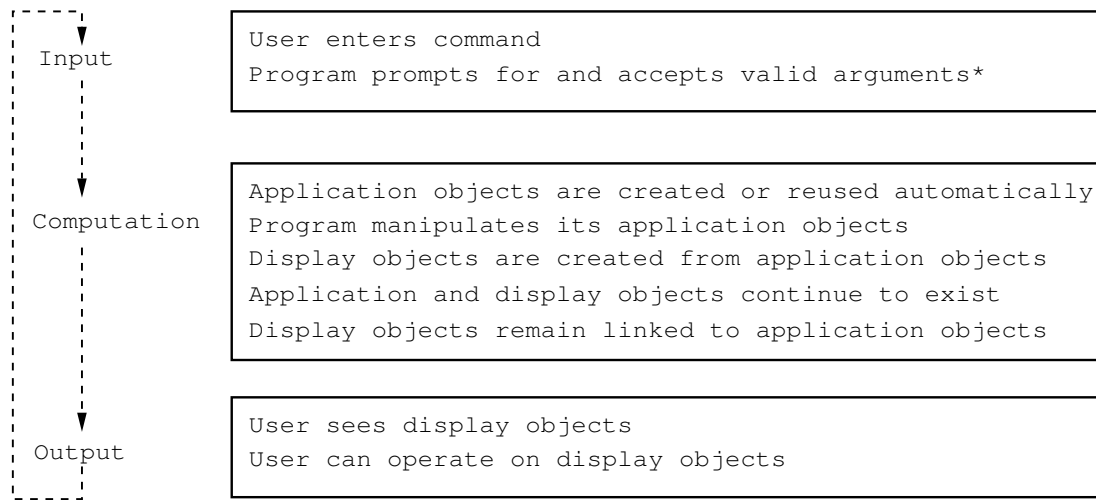 Input
User enters command
Program prompts for and accepts valid arguments*
Computation
Application objects are created or reused automatically
Program manipulates its application objects
Display objects are created from application objects
Application and display objects continue to exist
Display objects remain linked to application objects
Output
User sees display objects
User can operate on display objects